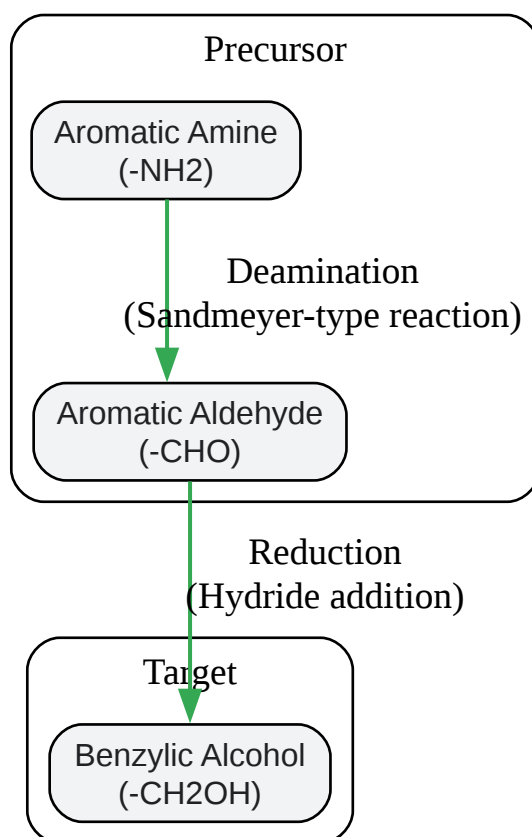 Precursor
Aromatic Amine
(-NH2)
Deamination
(Sandmeyer-type reaction)
Aromatic Aldehyde
(-CHO)
Reduction
(Hydride addition)
Target
Benzylic Alcohol
(-CH2OH)